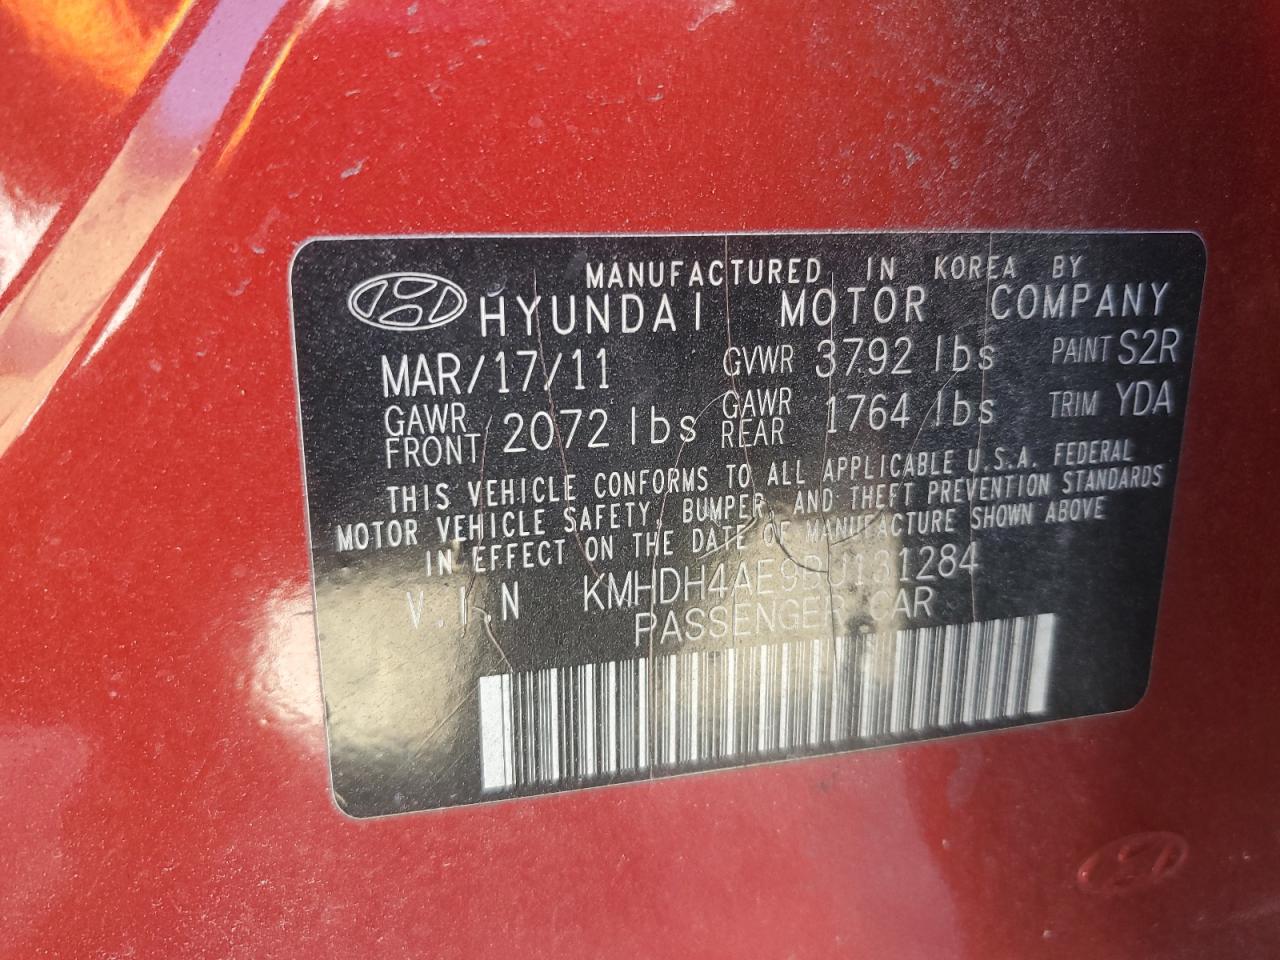 MANUFACTURED IN KOREA BY
HYUNDAI MOTOR COMPANY
MAR/17/11 GVWR 3792 lbs PAINT S2R
GAWR FRONT 2072 lbs GAWR REAR 1764 lbs TRIM YDA
THIS VEHICLE CONFORMS TO ALL APPLICABLE U.S.A. FEDERAL
MOTOR VEHICLE SAFETY, BUMPER, AND THEFT PREVENTION STANDARDS
IN EFFECT ON THE DATE OF MANUFACTURE SHOWN ABOVE
V.I.N KMHDH4AE9BU131284
PASSENGER CAR